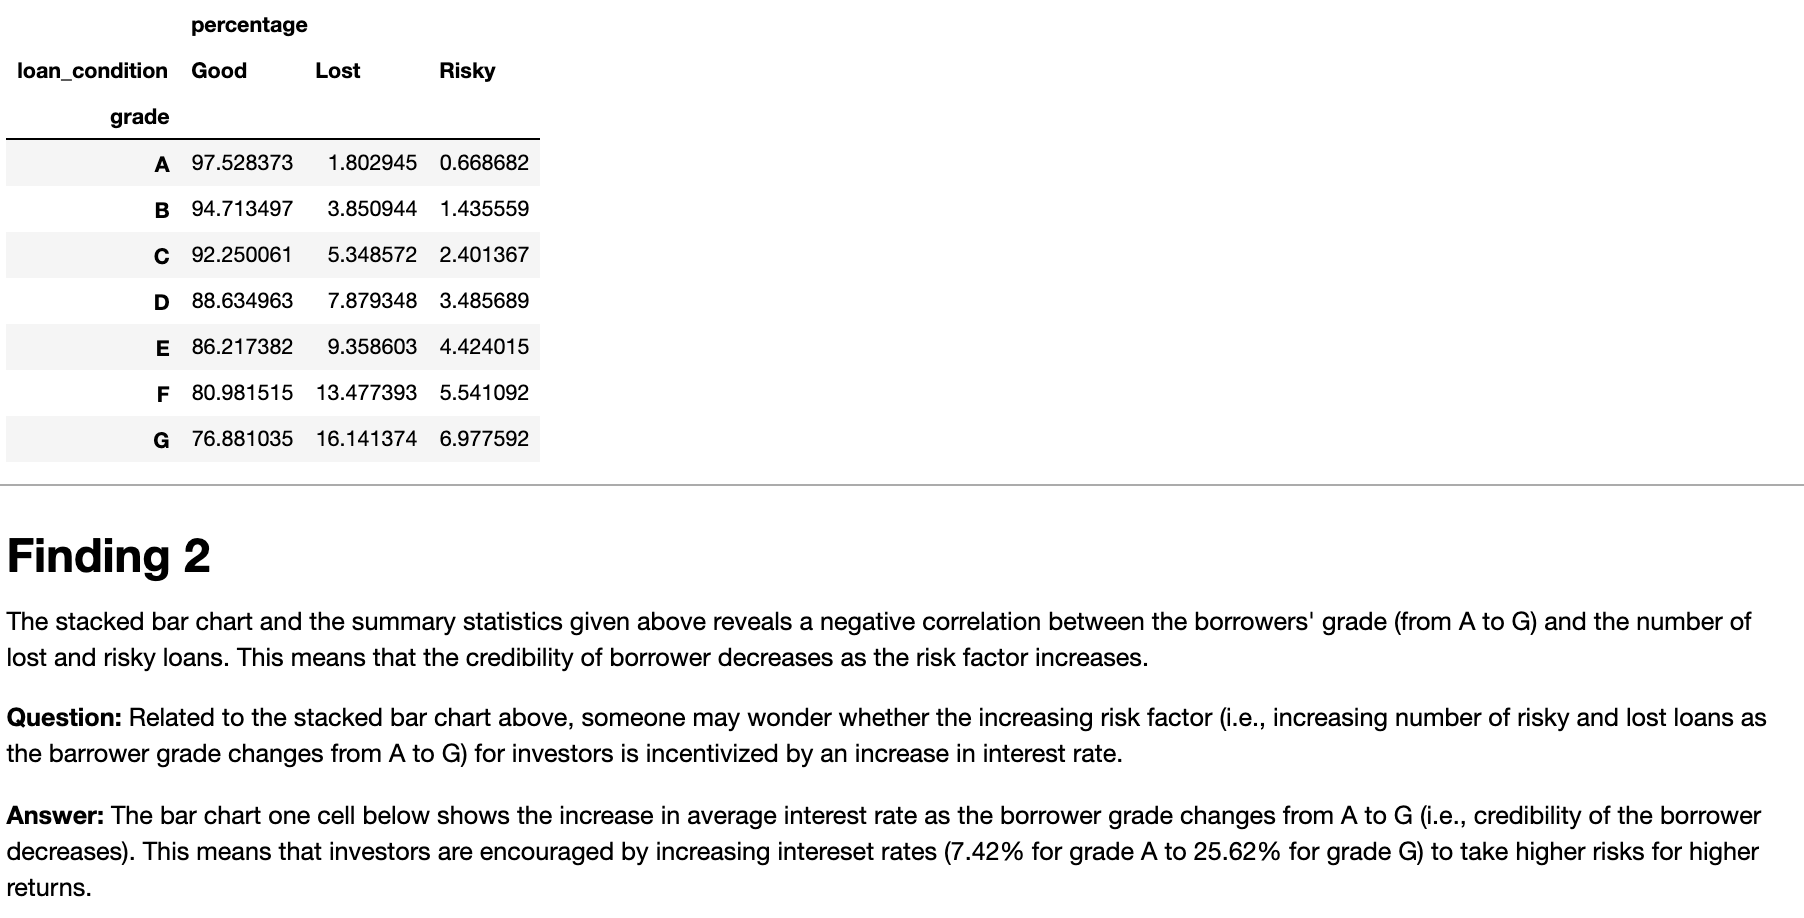 percentage
loan_condition Good Lost Risky
grade
A 97.528373 1.802945 0.668682
B 94.713497 3.850944 1.435559
C 92.250061 5.348572 2.401367
D 88.634963 7.879348 3.485689
E 86.217382 9.358603 4.424015
F 80.981515 13.477393 5.541092
G 76.881035 16.141374 6.977592
Finding 2
The stacked bar chart and the summary statistics given above reveals a negative correlation between the borrowers' grade (from A to G) and the number of
lost and risky loans. This means that the credibility of borrower decreases as the risk factor increases.
Question: Related to the stacked bar chart above, someone may wonder whether the increasing risk factor (i.e., increasing number of risky and lost loans as
the barrower grade changes from A to G) for investors is incentivized by an increase in interest rate.
Answer: The bar chart one cell below shows the increase in average interest rate as the borrower grade changes from A to G (i.e., credibility of the borrower
decreases). This means that investors are encouraged by increasing intereset rates (7.42% for grade A to 25.62% for grade G) to take higher risks for higher
returns.